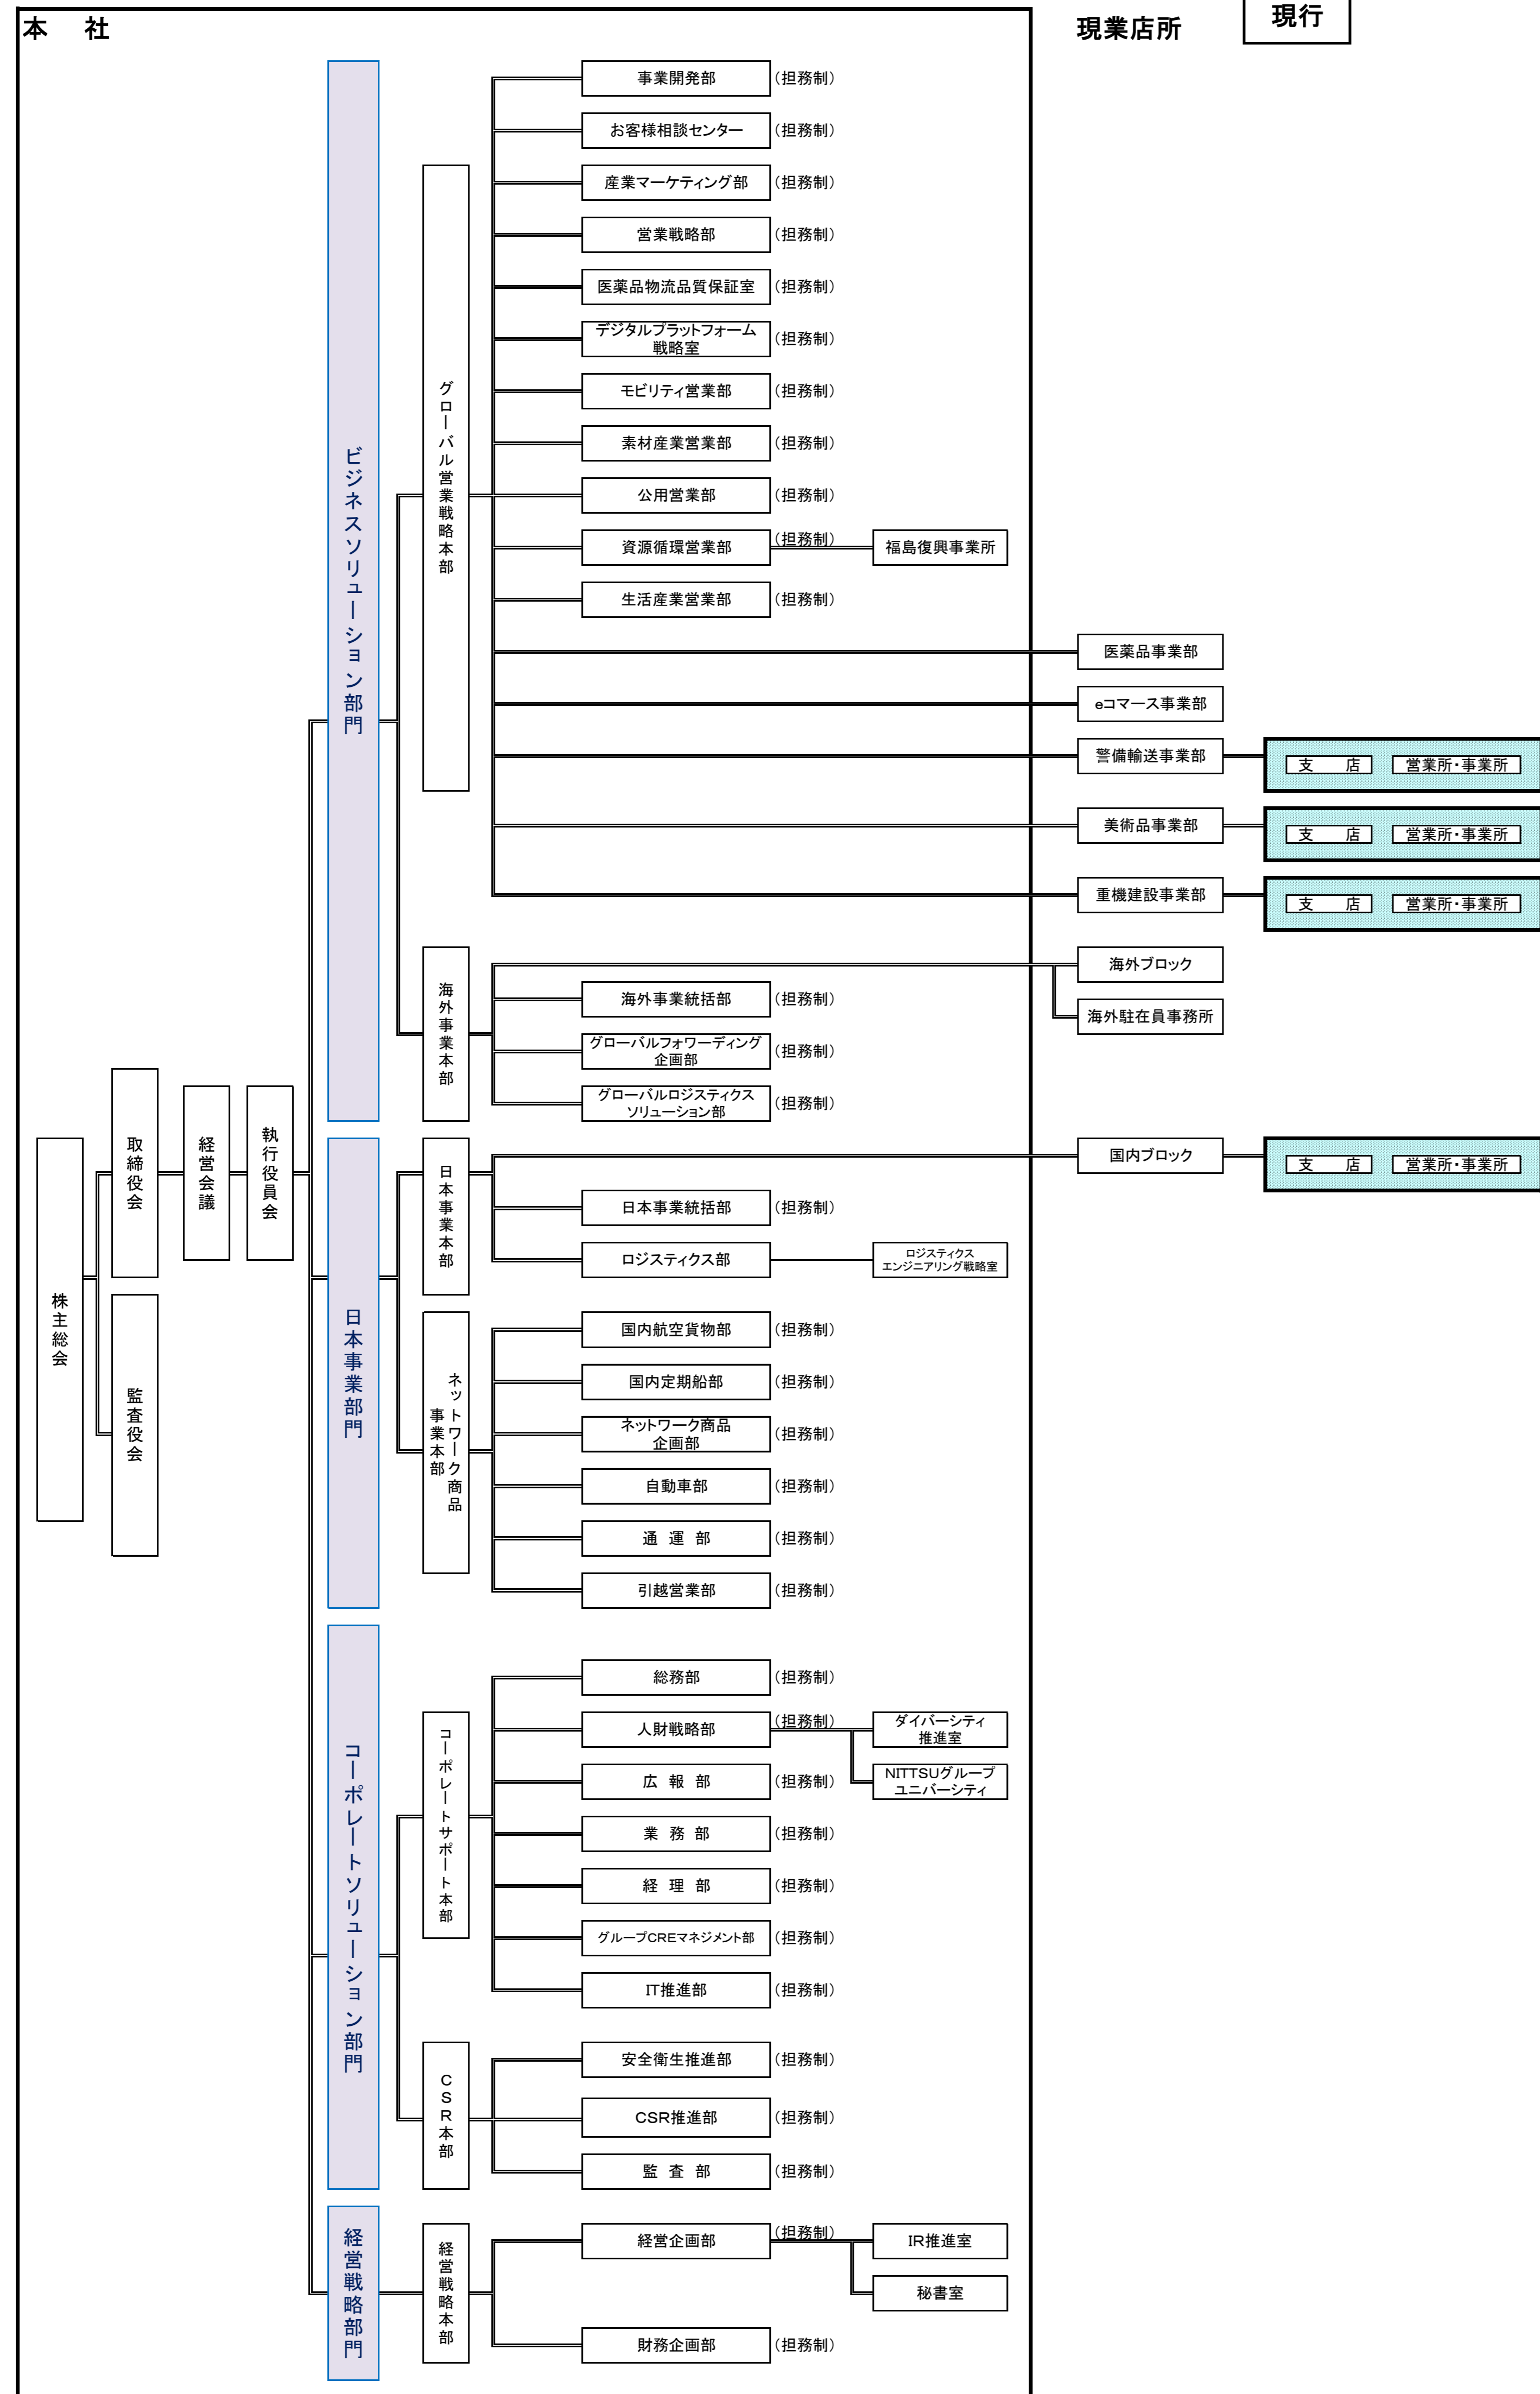 本　社
現業店所
現行
事業開発部
(担務制)
お客様相談センター
(担務制)
産業マーケティング部
(担務制)
営業戦略部
(担務制)
医薬品物流品質保証室
(担務制)
デジタルプラットフォーム
戦略室
(担務制)
モビリティ営業部
(担務制)
素材産業営業部
(担務制)
公用営業部
(担務制)
資源循環営業部
(担務制)
福島復興事業所
生活産業営業部
(担務制)
グローバル営業戦略本部
ビジネスソリューション部門
医薬品事業部
eコマース事業部
警備輸送事業部
支　店
営業所・事業所
美術品事業部
支　店
営業所・事業所
重機建設事業部
支　店
営業所・事業所
海外事業本部
海外ブロック
海外駐在員事務所
海外事業統括部
(担務制)
グローバルフォワーディング
企画部
(担務制)
グローバルロジスティクス
ソリューション部
(担務制)
株主総会
取締役会
監査役会
経営会議
執行役員会
日本事業部門
日本事業本部
国内ブロック
支　店
営業所・事業所
日本事業統括部
(担務制)
ロジスティクス部
ロジスティクス
エンジニアリング戦略室
ネットワーク商品
事業本部
国内航空貨物部
(担務制)
国内定期船部
(担務制)
ネットワーク商品
企画部
(担務制)
自動車部
(担務制)
通　運　部
(担務制)
引越営業部
(担務制)
コーポレートソリューション部門
コーポレートサポート本部
総務部
(担務制)
人財戦略部
(担務制)
ダイバーシティ
推進室
広　報　部
(担務制)
NITTSUグループ
ユニバーシティ
業　務　部
(担務制)
経　理　部
(担務制)
グループCREマネジメント部
(担務制)
IT推進部
(担務制)
CSR本部
安全衛生推進部
(担務制)
CSR推進部
(担務制)
監　査　部
(担務制)
経営戦略部門
経営戦略本部
経営企画部
(担務制)
IR推進室
秘書室
財務企画部
(担務制)